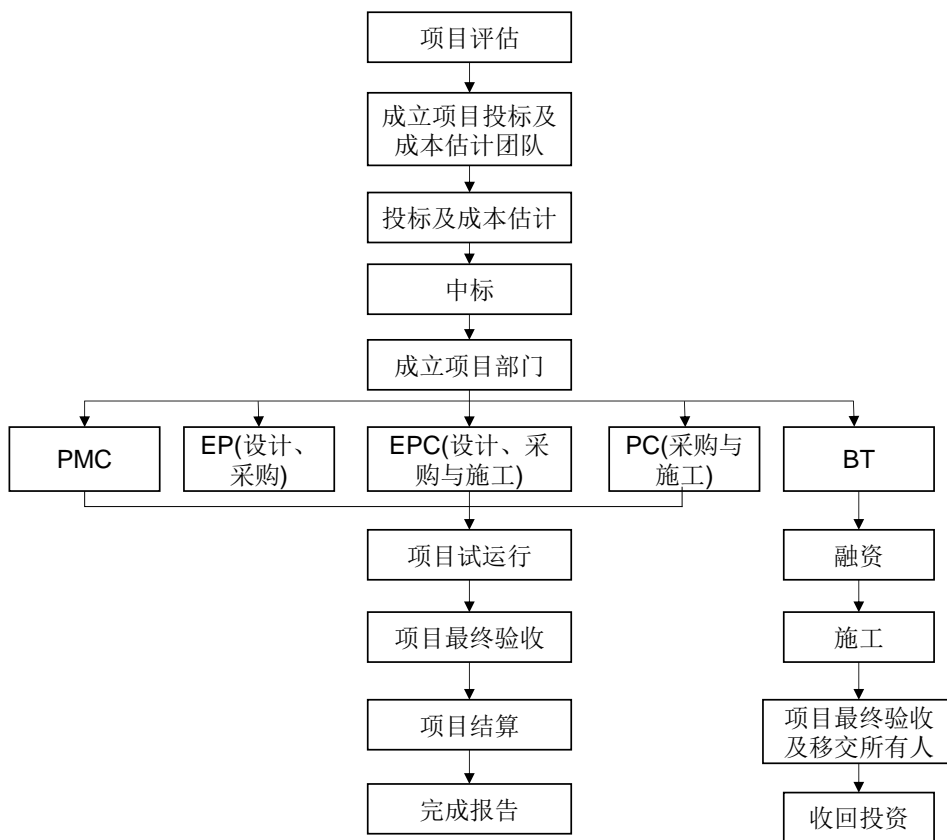 项目评估
成立项目投标及
成本估计团队
投标及成本估计
中标
成立项目部门
PMC
EP(设计、
采购)
EPC(设计、采
购与施工)
PC(采购与
施工)
BT
项目试运行
融资
项目最终验收
施工
项目结算
项目最终验收
及移交所有人
完成报告
收回投资